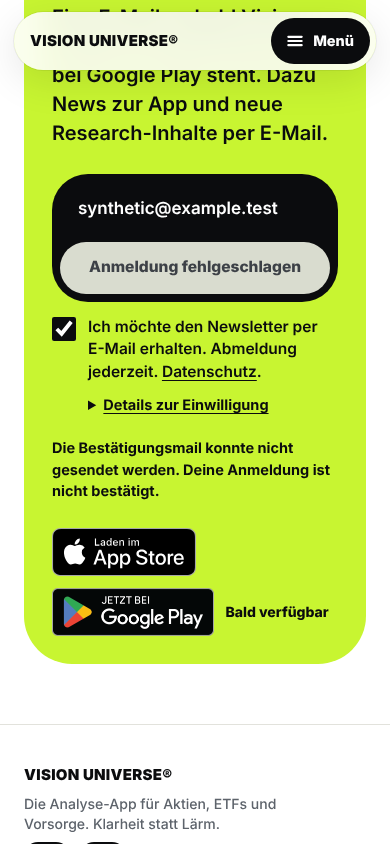 VISION UNIVERSE®
Menü
bei Google Play steht. Dazu
News zur App und neue
Research-Inhalte per E-Mail.
synthetic@example.test
Anmeldung fehlgeschlagen
Ich möchte den Newsletter per
E-Mail erhalten. Abmeldung
jederzeit. Datenschutz.
Details zur Einwilligung
Die Bestätigungsmail konnte nicht
gesendet werden. Deine Anmeldung ist
nicht bestätigt.
Laden im
App Store
JETZT BEI
Google Play
Bald verfügbar
VISION UNIVERSE®
Die Analyse-App für Aktien, ETFs und
Vorsorge. Klarheit statt Lärm.